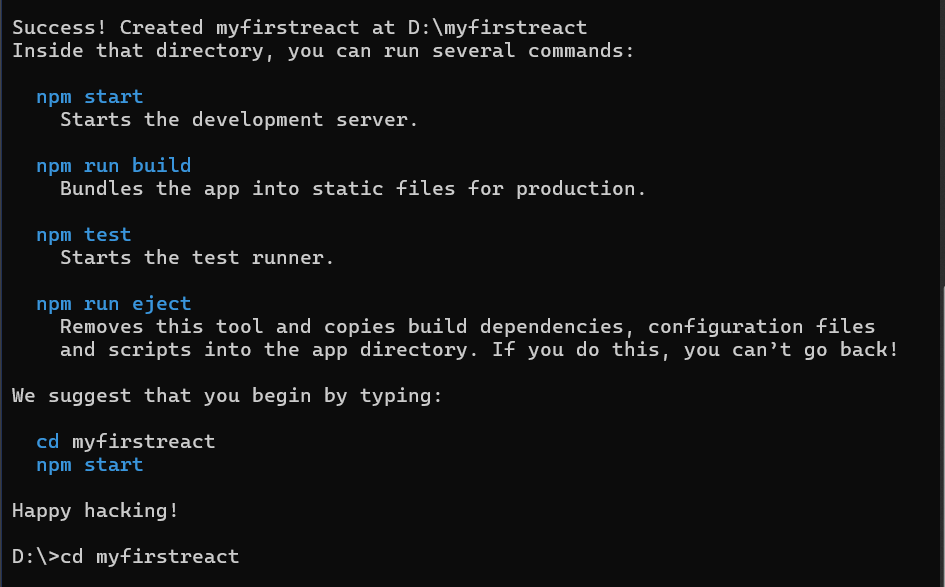 Success! Created myfirstreact at D:\myfirstreact
Inside that directory, you can run several commands:
npm start
Starts the development server.
npm run build
Bundles the app into static files for production.
npm test
Starts the test runner.
npm run eject
Removes this tool and copies build dependencies, configuration files
and scripts into the app directory. If you do this, you can’t go back!
We suggest that you begin by typing:
cd myfirstreact
npm start
Happy hacking!
D:\>cd myfirstreact